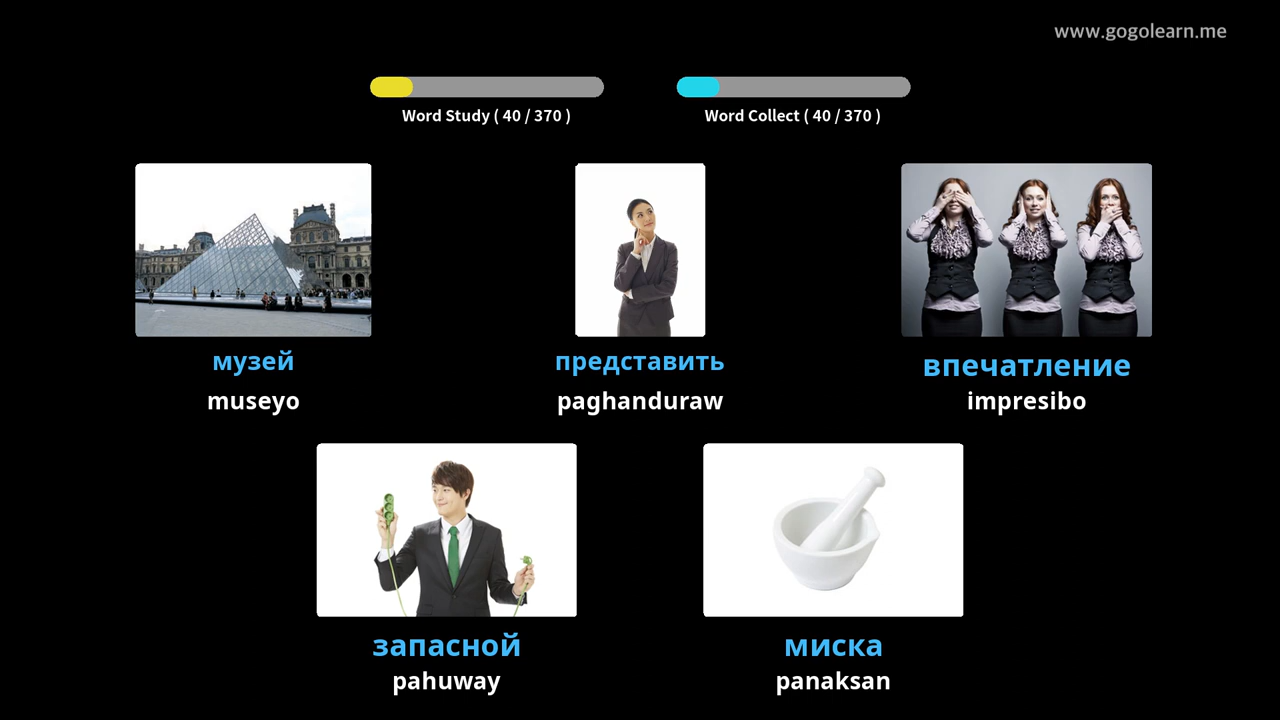 www.gogolearn.me
Word Study ( 40 / 370 )
Word Collect ( 40 / 370 )
музей
museyo
представить
paghanduraw
впечатление
impresibo
запасной
pahuway
миска
panaksan